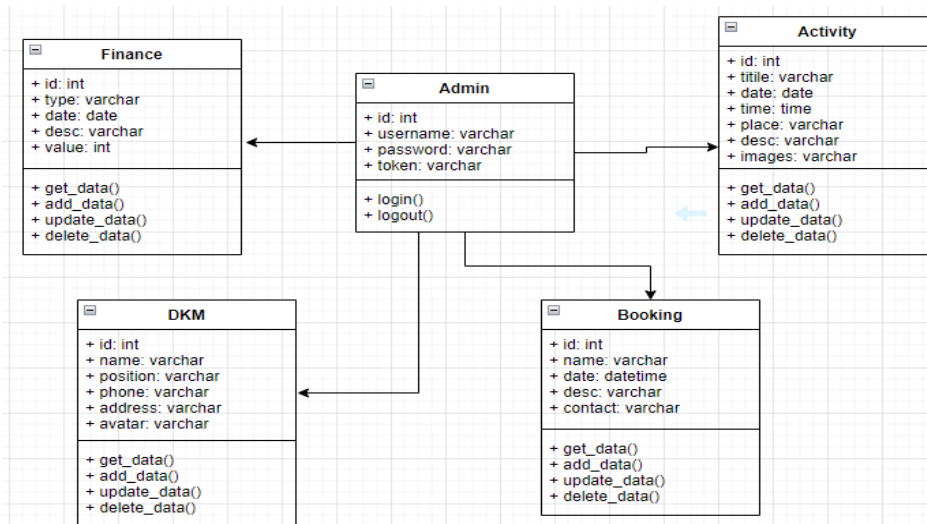 Finance
+ id: int
+ type: varchar
+ date: date
+ desc: varchar
+ value: int
+ get_data()
+ add_data()
+ update_data()
+ delete_data()
Admin
+ id: int
+ username: varchar
+ password: varchar
+ token: varchar
+ login()
+ logout()
Activity
+ id: int
+ titile: varchar
+ date: date
+ time: time
+ place: varchar
+ desc: varchar
+ images: varchar
+ get_data()
+ add_data()
+ update_data()
+ delete_data()
DKM
+ id: int
+ name: varchar
+ position: varchar
+ phone: varchar
+ address: varchar
+ avatar: varchar
+ get_data()
+ add_data()
+ update_data()
+ delete_data()
Booking
+ id: int
+ name: varchar
+ date: datetime
+ desc: varchar
+ contact: varchar
+ get_data()
+ add_data()
+ update_data()
+ delete_data()